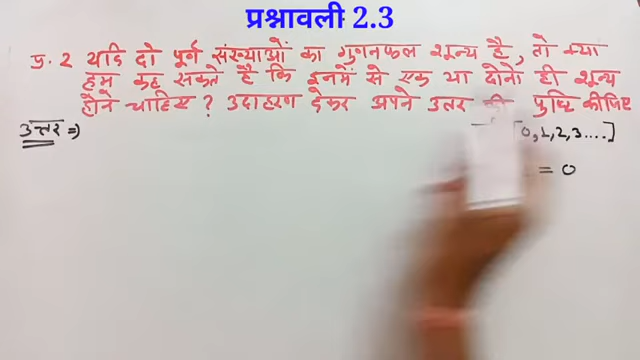 प्रश्नावली 2.3
प्र. 2 यदि दो पूर्ण संख्याओं का गुणनफल शून्य है, तो क्या
हम कह सकते है कि इनमें से एक या दोनो ही शून्य
होने चाहिए ? उदाहरण देकर अपने उत्तर की पुष्टि कीजिए
उत्तर ⇒ [0,1,2,3....]
= 0